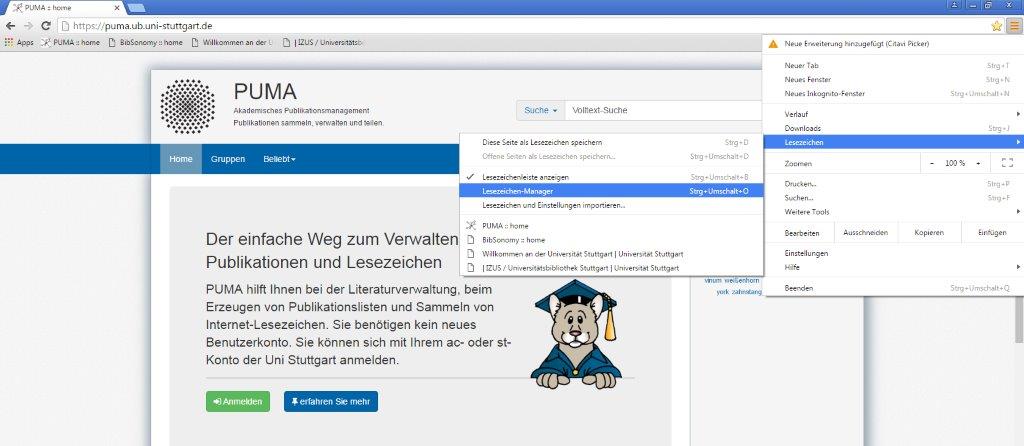 PUMA :: home
https://puma.ub.uni-stuttgart.de
Apps PUMA :: home BibSonomy :: home Willkommen an der U | IZUS / Universitätsb
PUMA
Akademisches Publikationsmanagement
Publikationen sammeln, verwalten und teilen.
Suche Volltext-Suche
Home Gruppen Beliebt
Der einfache Weg zum Verwalten
Publikationen und Lesezeichen
PUMA hilft Ihnen bei der Literaturverwaltung, beim
Erzeugen von Publikationslisten und Sammeln von
Internet-Lesezeichen. Sie benötigen kein neues
Benutzerkonto. Sie können sich mit Ihrem ac- oder st-
Konto der Uni Stuttgart anmelden.
Anmelden erfahren Sie mehr
Diese Seite als Lesezeichen speichern Strg+D
Offene Seiten als Lesezeichen speichern... Strg+Umschalt+D
Lesezeichenleiste anzeigen Strg+Umschalt+B
Lesezeichen-Manager Strg+Umschalt+O
Lesezeichen und Einstellungen importieren...
PUMA :: home
BibSonomy :: home
Willkommen an der Universität Stuttgart | Universität Stuttgart
| IZUS / Universitätsbibliothek Stuttgart | Universität Stuttgart
Neue Erweiterung hinzugefügt (Citavi Picker)
Neuer Tab Strg+T
Neues Fenster Strg+N
Neues Inkognito-Fenster Strg+Umschalt+N
Verlauf
Downloads Strg+J
Lesezeichen
Zoomen - 100 % +
Drucken... Strg+P
Suchen... Strg+F
Weitere Tools
Bearbeiten Ausschneiden Kopieren Einfügen
Einstellungen
Hilfe
Beenden Strg+Umschalt+Q
vinum weißenhorn
york zahnstang